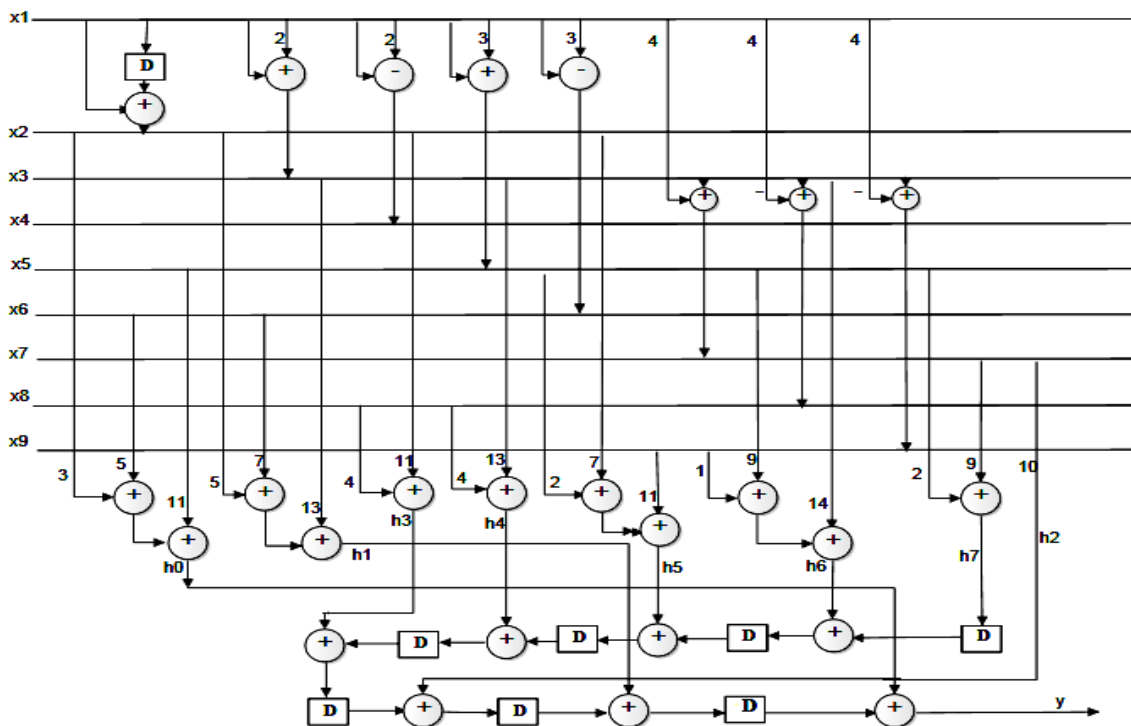 x1
2 2 3 3 4 4 4
D
+ - + -
+
x2
x3
+ - + - +
x4
x5
x6
x7
x8
x9
3 5 11 5 7 13 4 11 4 13 2 7 11 1 9 14 2 9 10
+ + + + + + +
+ + + +
h0 h1 h3 h4 h5 h6 h7 h2
+ D + D + D + D
D + D + D + y